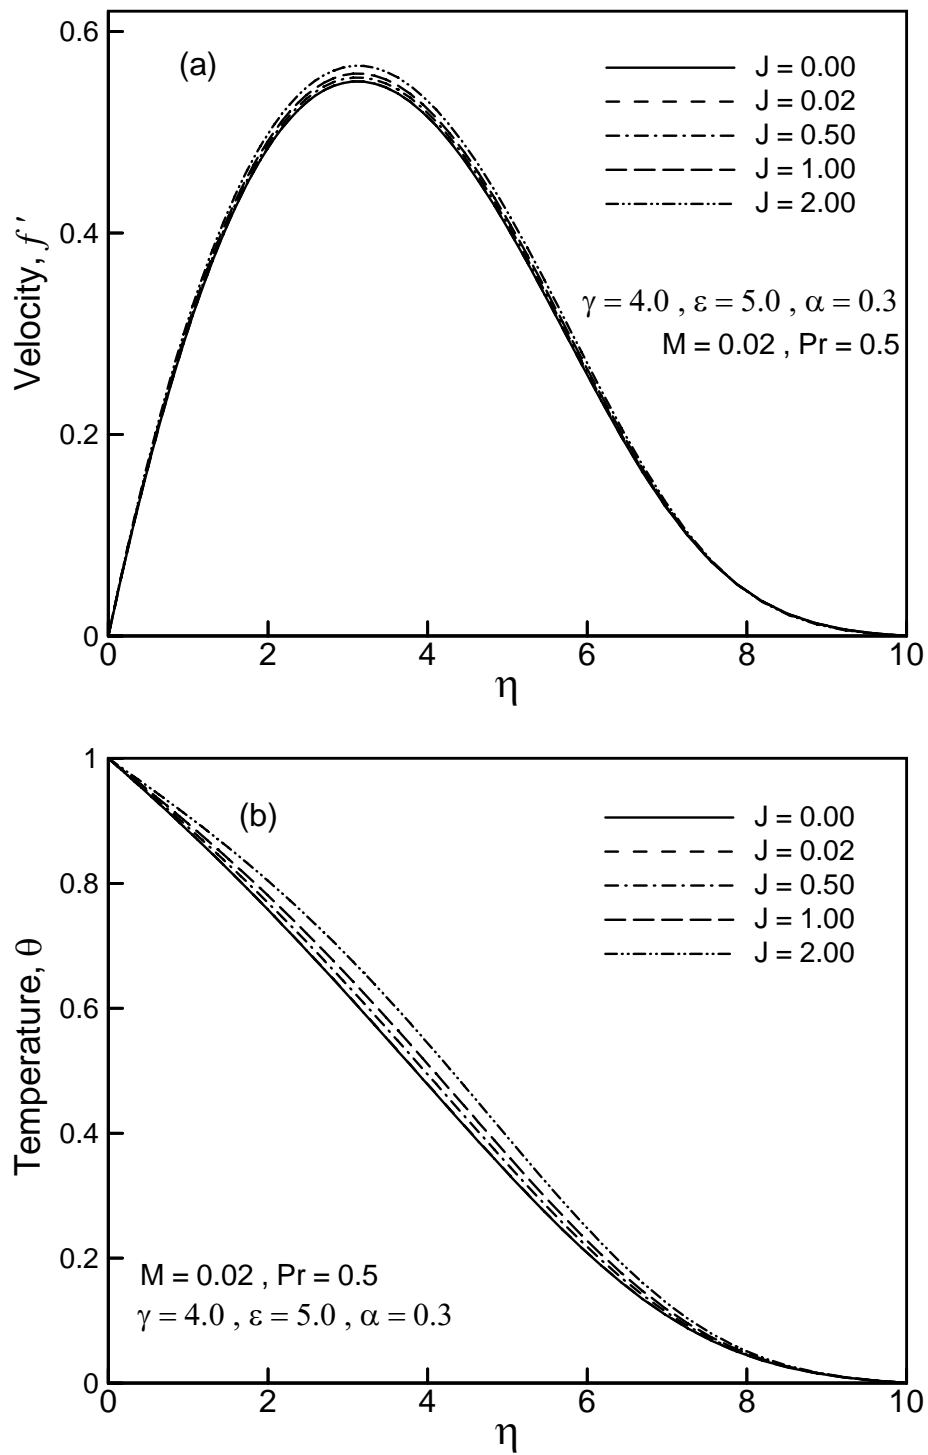 0.6
(a)
J = 0.00
J = 0.02
J = 0.50
J = 1.00
J = 2.00
0.4
Velocity, f ′
γ = 4.0 , ε = 5.0 , α = 0.3
M = 0.02 , Pr = 0.5
0.2
0
0 2 4 6 8 10
η
1
(b)
J = 0.00
J = 0.02
J = 0.50
J = 1.00
J = 2.00
0.8
0.6
Temperature, θ
0.4
0.2
M = 0.02 , Pr = 0.5
γ = 4.0 , ε = 5.0 , α = 0.3
0
0 2 4 6 8 10
η